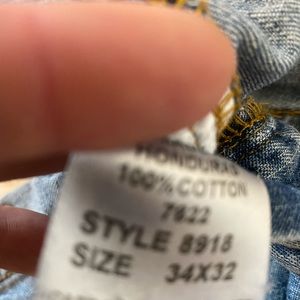 HONDURAS
100% COTTON
7622
STYLE 8918
SIZE 34X32